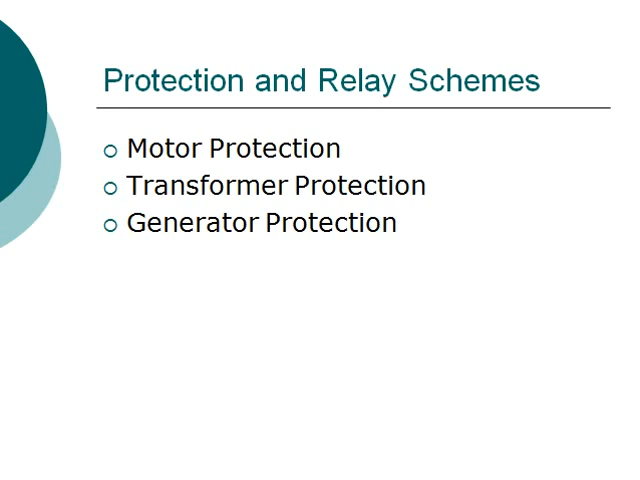 Protection and Relay Schemes
Motor Protection
Transformer Protection
Generator Protection